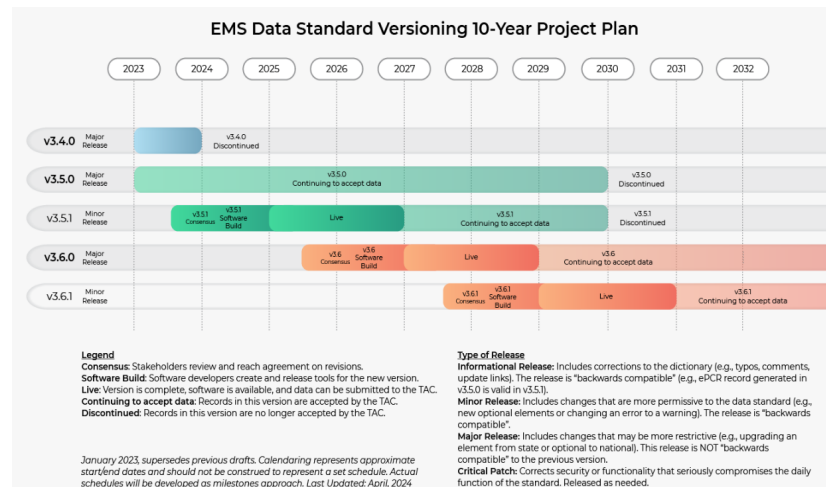 EMS Data Standard Versioning 10-Year Project Plan
2023 2024 2025 2026 2027 2028 2029 2030 2031 2032
v3.4.0 Major
Release
v3.4.0
Discontinued
v3.5.0 Major
Release
v3.5.0
Continuing to accept data
v3.5.0
Discontinued
v3.5.1 Minor
Release
v3.5.1
Consensus
v3.5.1
Software
Build
Live
v3.5.1
Continuing to accept data
v3.5.1
Discontinued
v3.6.0 Major
Release
v3.6
Consensus
v3.6
Software
Build
Live
v3.6
Continuing to accept data
v3.6.1 Minor
Release
v3.6.1
Consensus
v3.6.1
Software
Build
Live
v3.6.1
Continuing to accept data
Legend
Consensus: Stakeholders review and reach agreement on revisions.
Software Build: Software developers create and release tools for the new version.
Live: Version is complete, software is available, and data can be submitted to the TAC.
Continuing to accept data: Records in this version are accepted by the TAC.
Discontinued: Records in this version are no longer accepted by the TAC.
January 2023, supersedes previous drafts. Calendaring represents approximate
start/end dates and should not be construed to represent a set schedule. Actual
schedules will be developed as milestones approach. Last Updated: April, 2024
Type of Release
Informational Release: Includes corrections to the dictionary (e.g., typos, comments,
update links). The release is “backwards compatible” (e.g., ePCR record generated in
v3.5.0 is valid in v3.5.1).
Minor Release: Includes changes that are more permissive to the data standard (e.g.,
new optional elements or changing an error to a warning). The release is “backwards
compatible”.
Major Release: Includes changes that may be more restrictive (e.g., upgrading an
element from state or optional to national). This release is NOT “backwards
compatible” to the previous version.
Critical Patch: Corrects security or functionality that seriously compromises the daily
function of the standard. Released as needed.